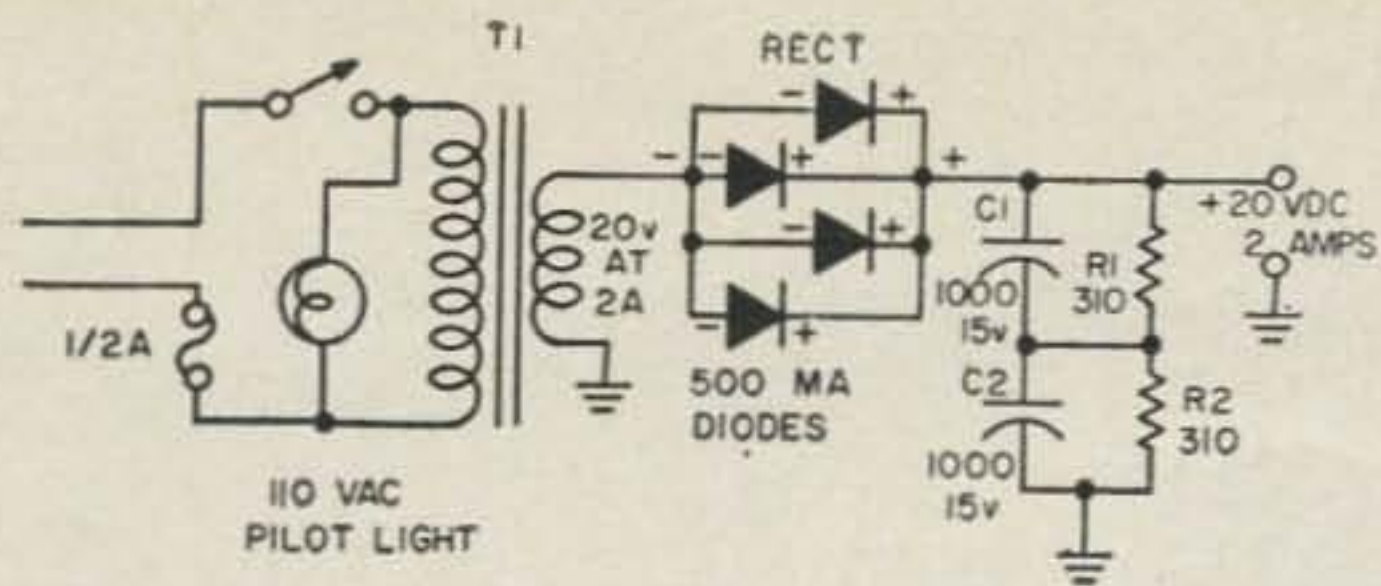 T1
RECT
- +
- - + +
- +
- +
20v
AT
2A
+20 VDC
2 AMPS
C1
1000
15v
R1
310
1/2A
500 MA
DIODES
C2
1000
15v
R2
310
110 VAC
PILOT LIGHT